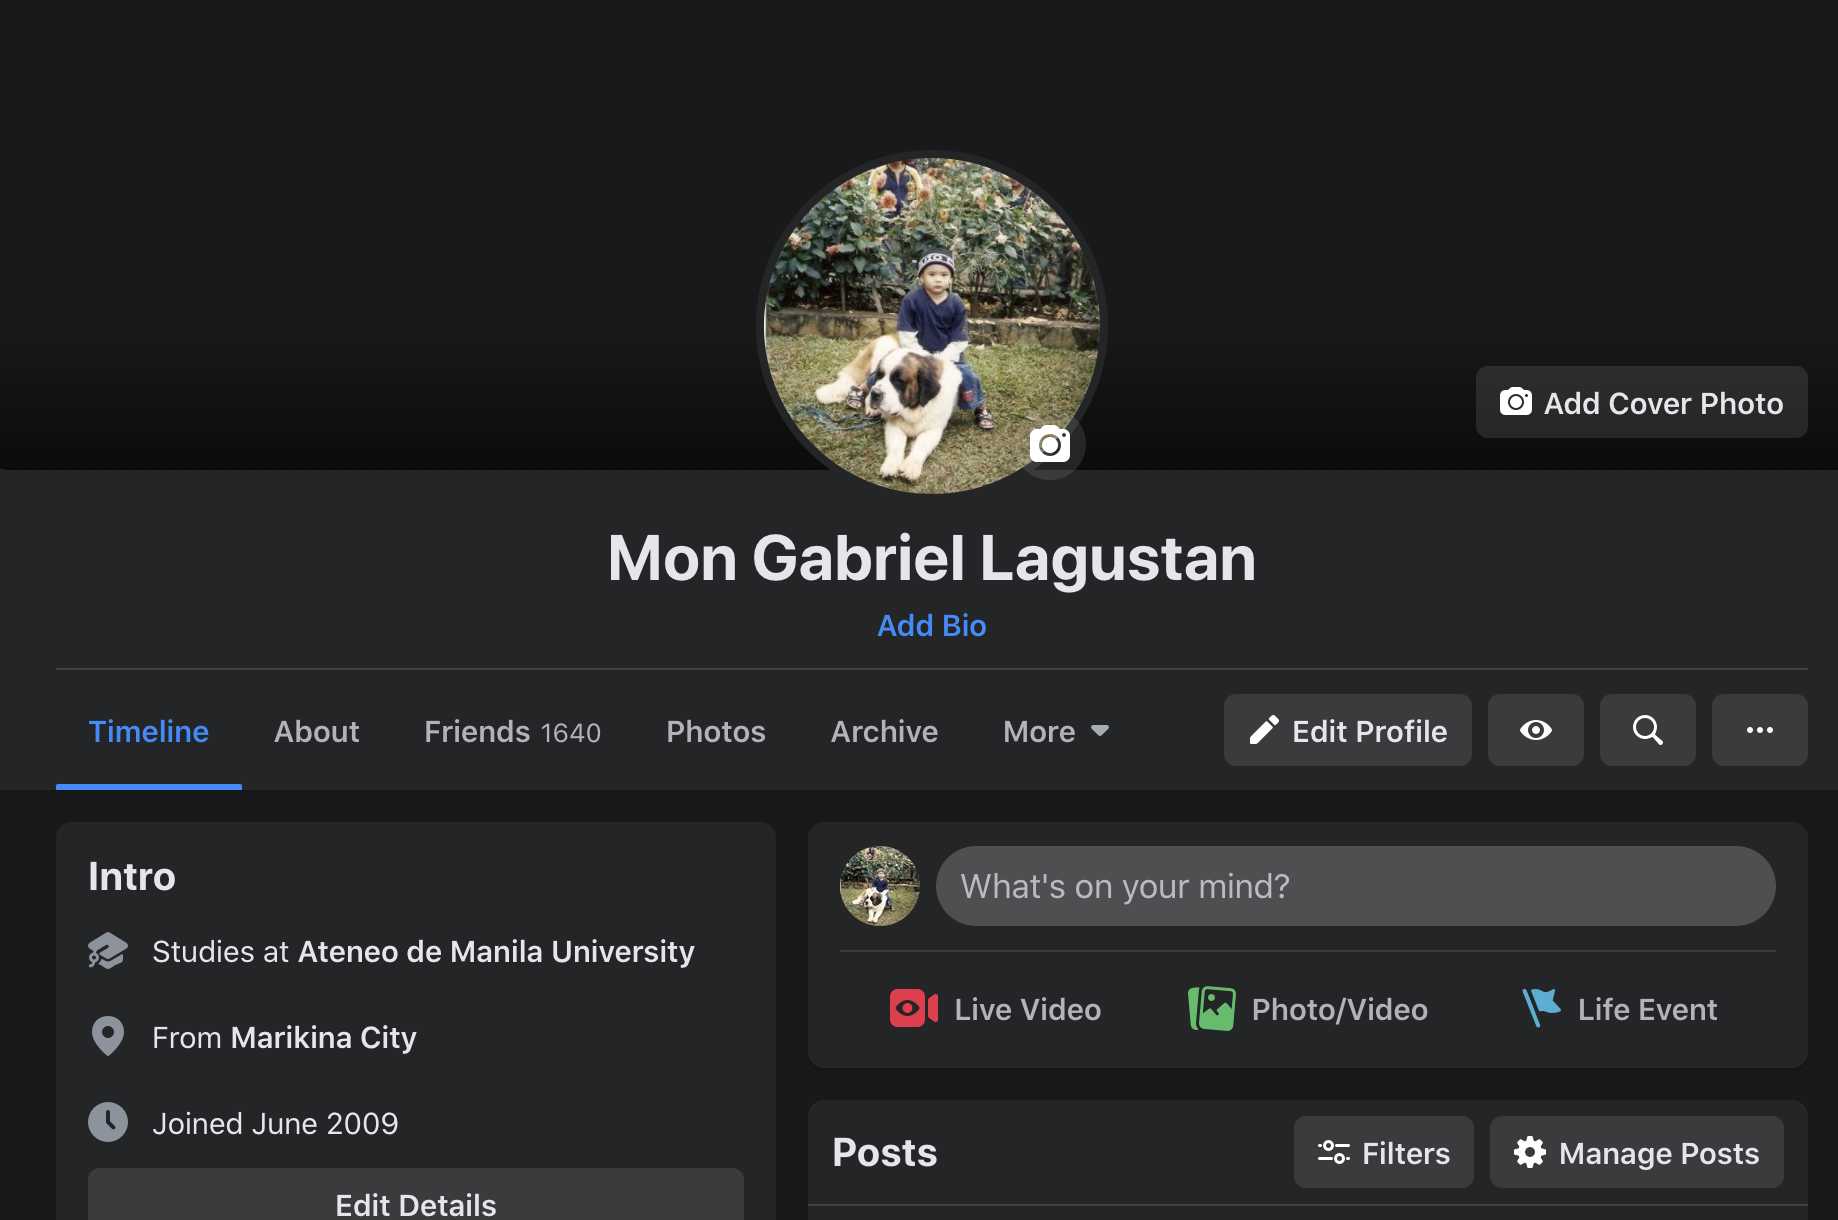 Add Cover Photo
Mon Gabriel Lagustan
Add Bio
Timeline
About
Friends 1640
Photos
Archive
More
Edit Profile
Intro
Studies at Ateneo de Manila University
From Marikina City
Joined June 2009
Edit Details
What's on your mind?
Live Video
Photo/Video
Life Event
Posts
Filters
Manage Posts